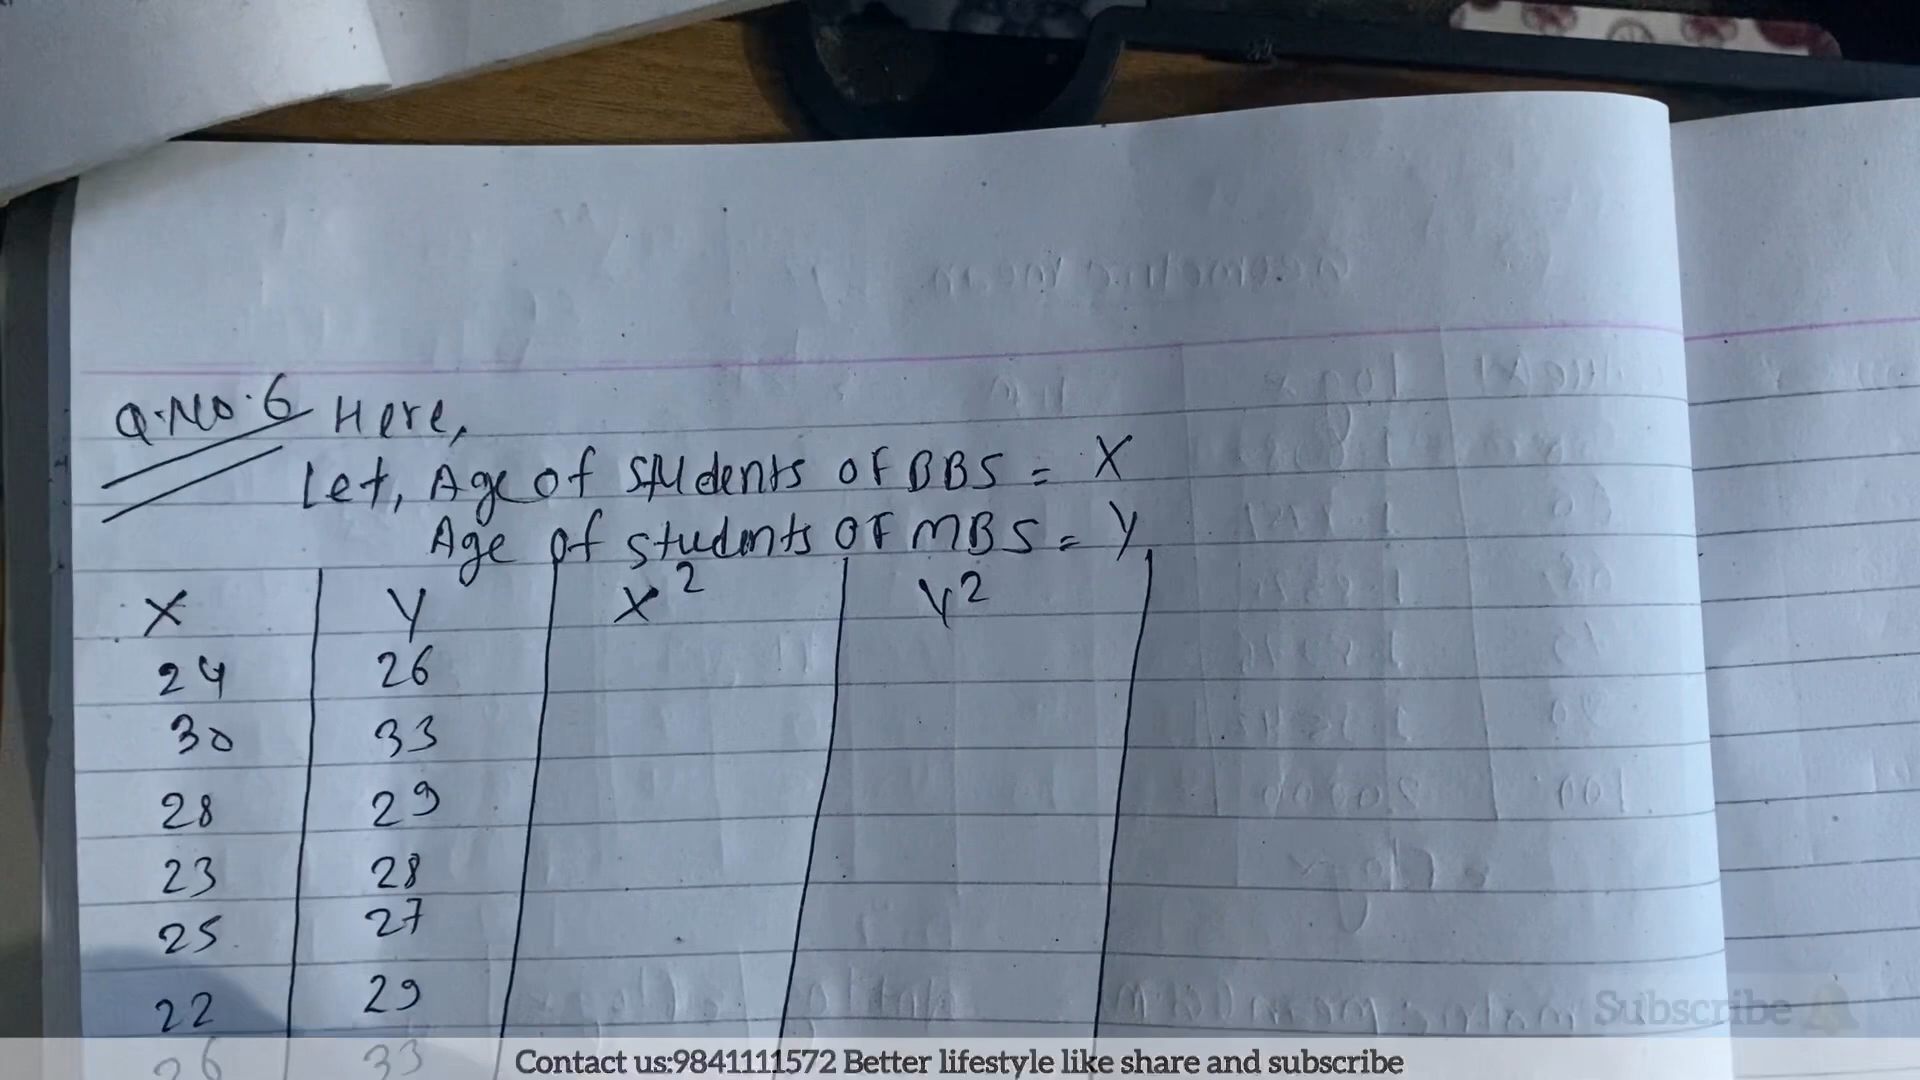 Q.No.6 Here,
Let, Age of students OF BBS = X
Age of students OF MBS = Y
X Y X² Y²
24 26
30 33
28 29
23 28
25 27
22 29
26 33
Subscribe
Contact us:9841111572 Better lifestyle like share and subscribe